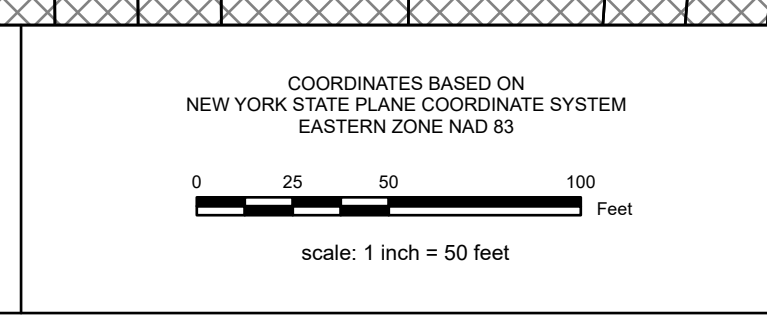 COORDINATES BASED ON
NEW YORK STATE PLANE COORDINATE SYSTEM
EASTERN ZONE NAD 83
0 25 50 100
Feet
scale: 1 inch = 50 feet